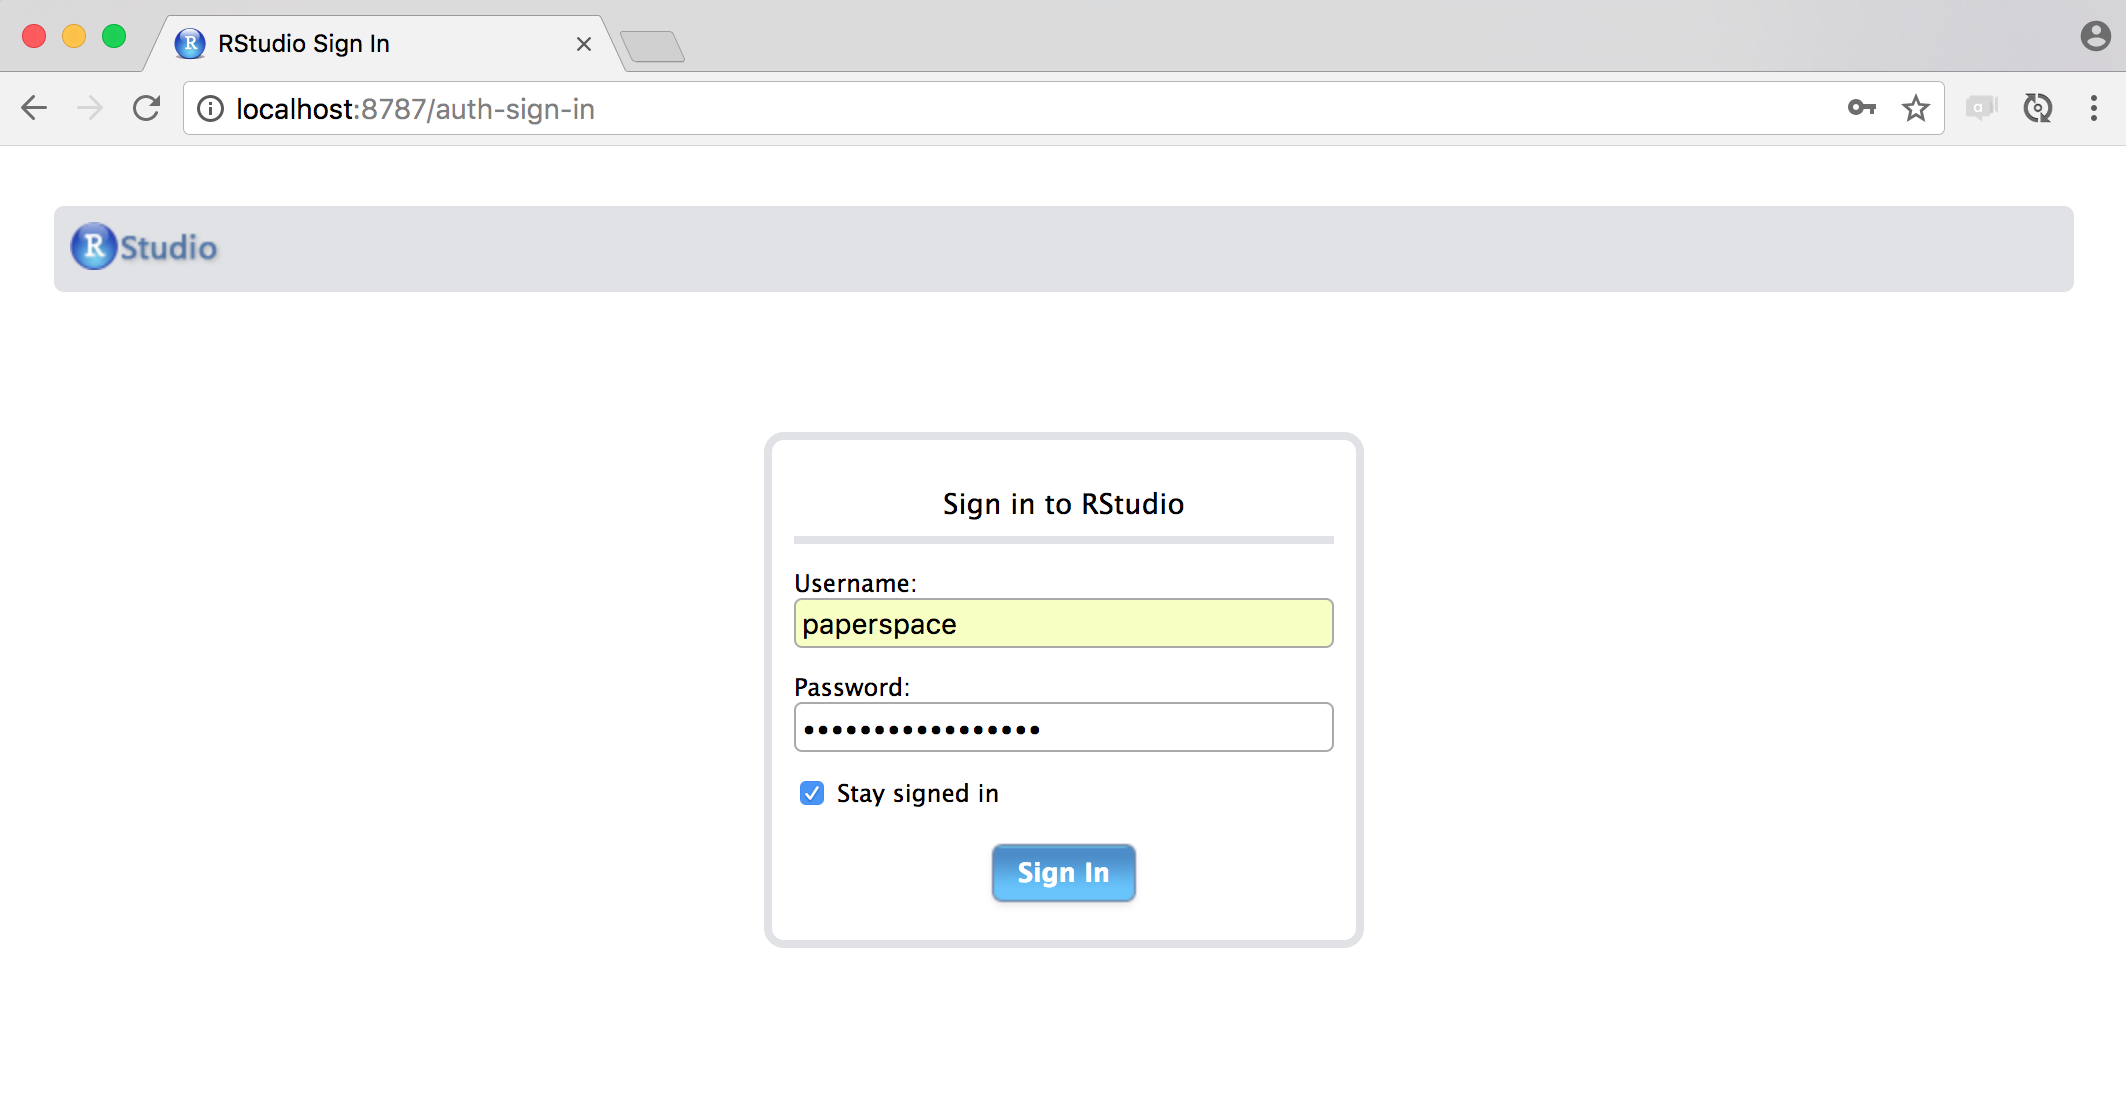 R RStudio Sign In
localhost:8787/auth-sign-in
R Studio
Sign in to RStudio
Username:
paperspace
Password:
•••••••••••••••••
Stay signed in
Sign In